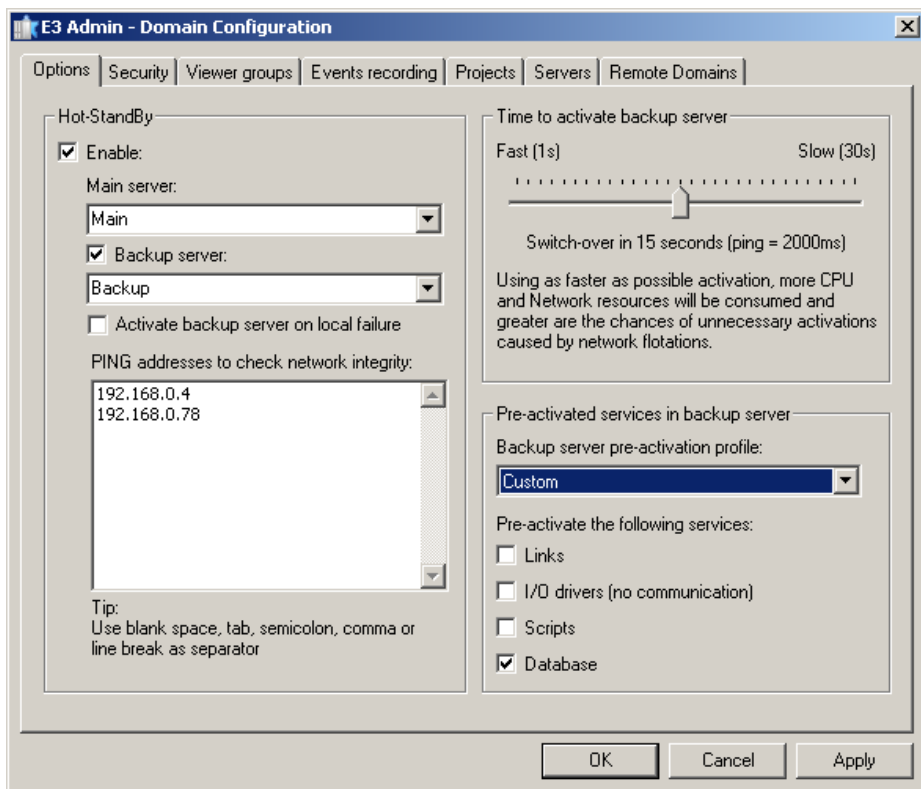 E3 Admin - Domain Configuration
Options Security Viewer groups Events recording Projects Servers Remote Domains
Hot-StandBy
Enable:
Main server:
Main
Backup server:
Backup
Activate backup server on local failure
PING addresses to check network integrity:
192.168.0.4
192.168.0.78
Tip:
Use blank space, tab, semicolon, comma or
line break as separator
Time to activate backup server
Fast (1s) Slow (30s)
Switch-over in 15 seconds (ping = 2000ms)
Using as faster as possible activation, more CPU
and Network resources will be consumed and
greater are the chances of unnecessary activations
caused by network flotations.
Pre-activated services in backup server
Backup server pre-activation profile:
Custom
Pre-activate the following services:
Links
I/O drivers (no communication)
Scripts
Database
OK Cancel Apply